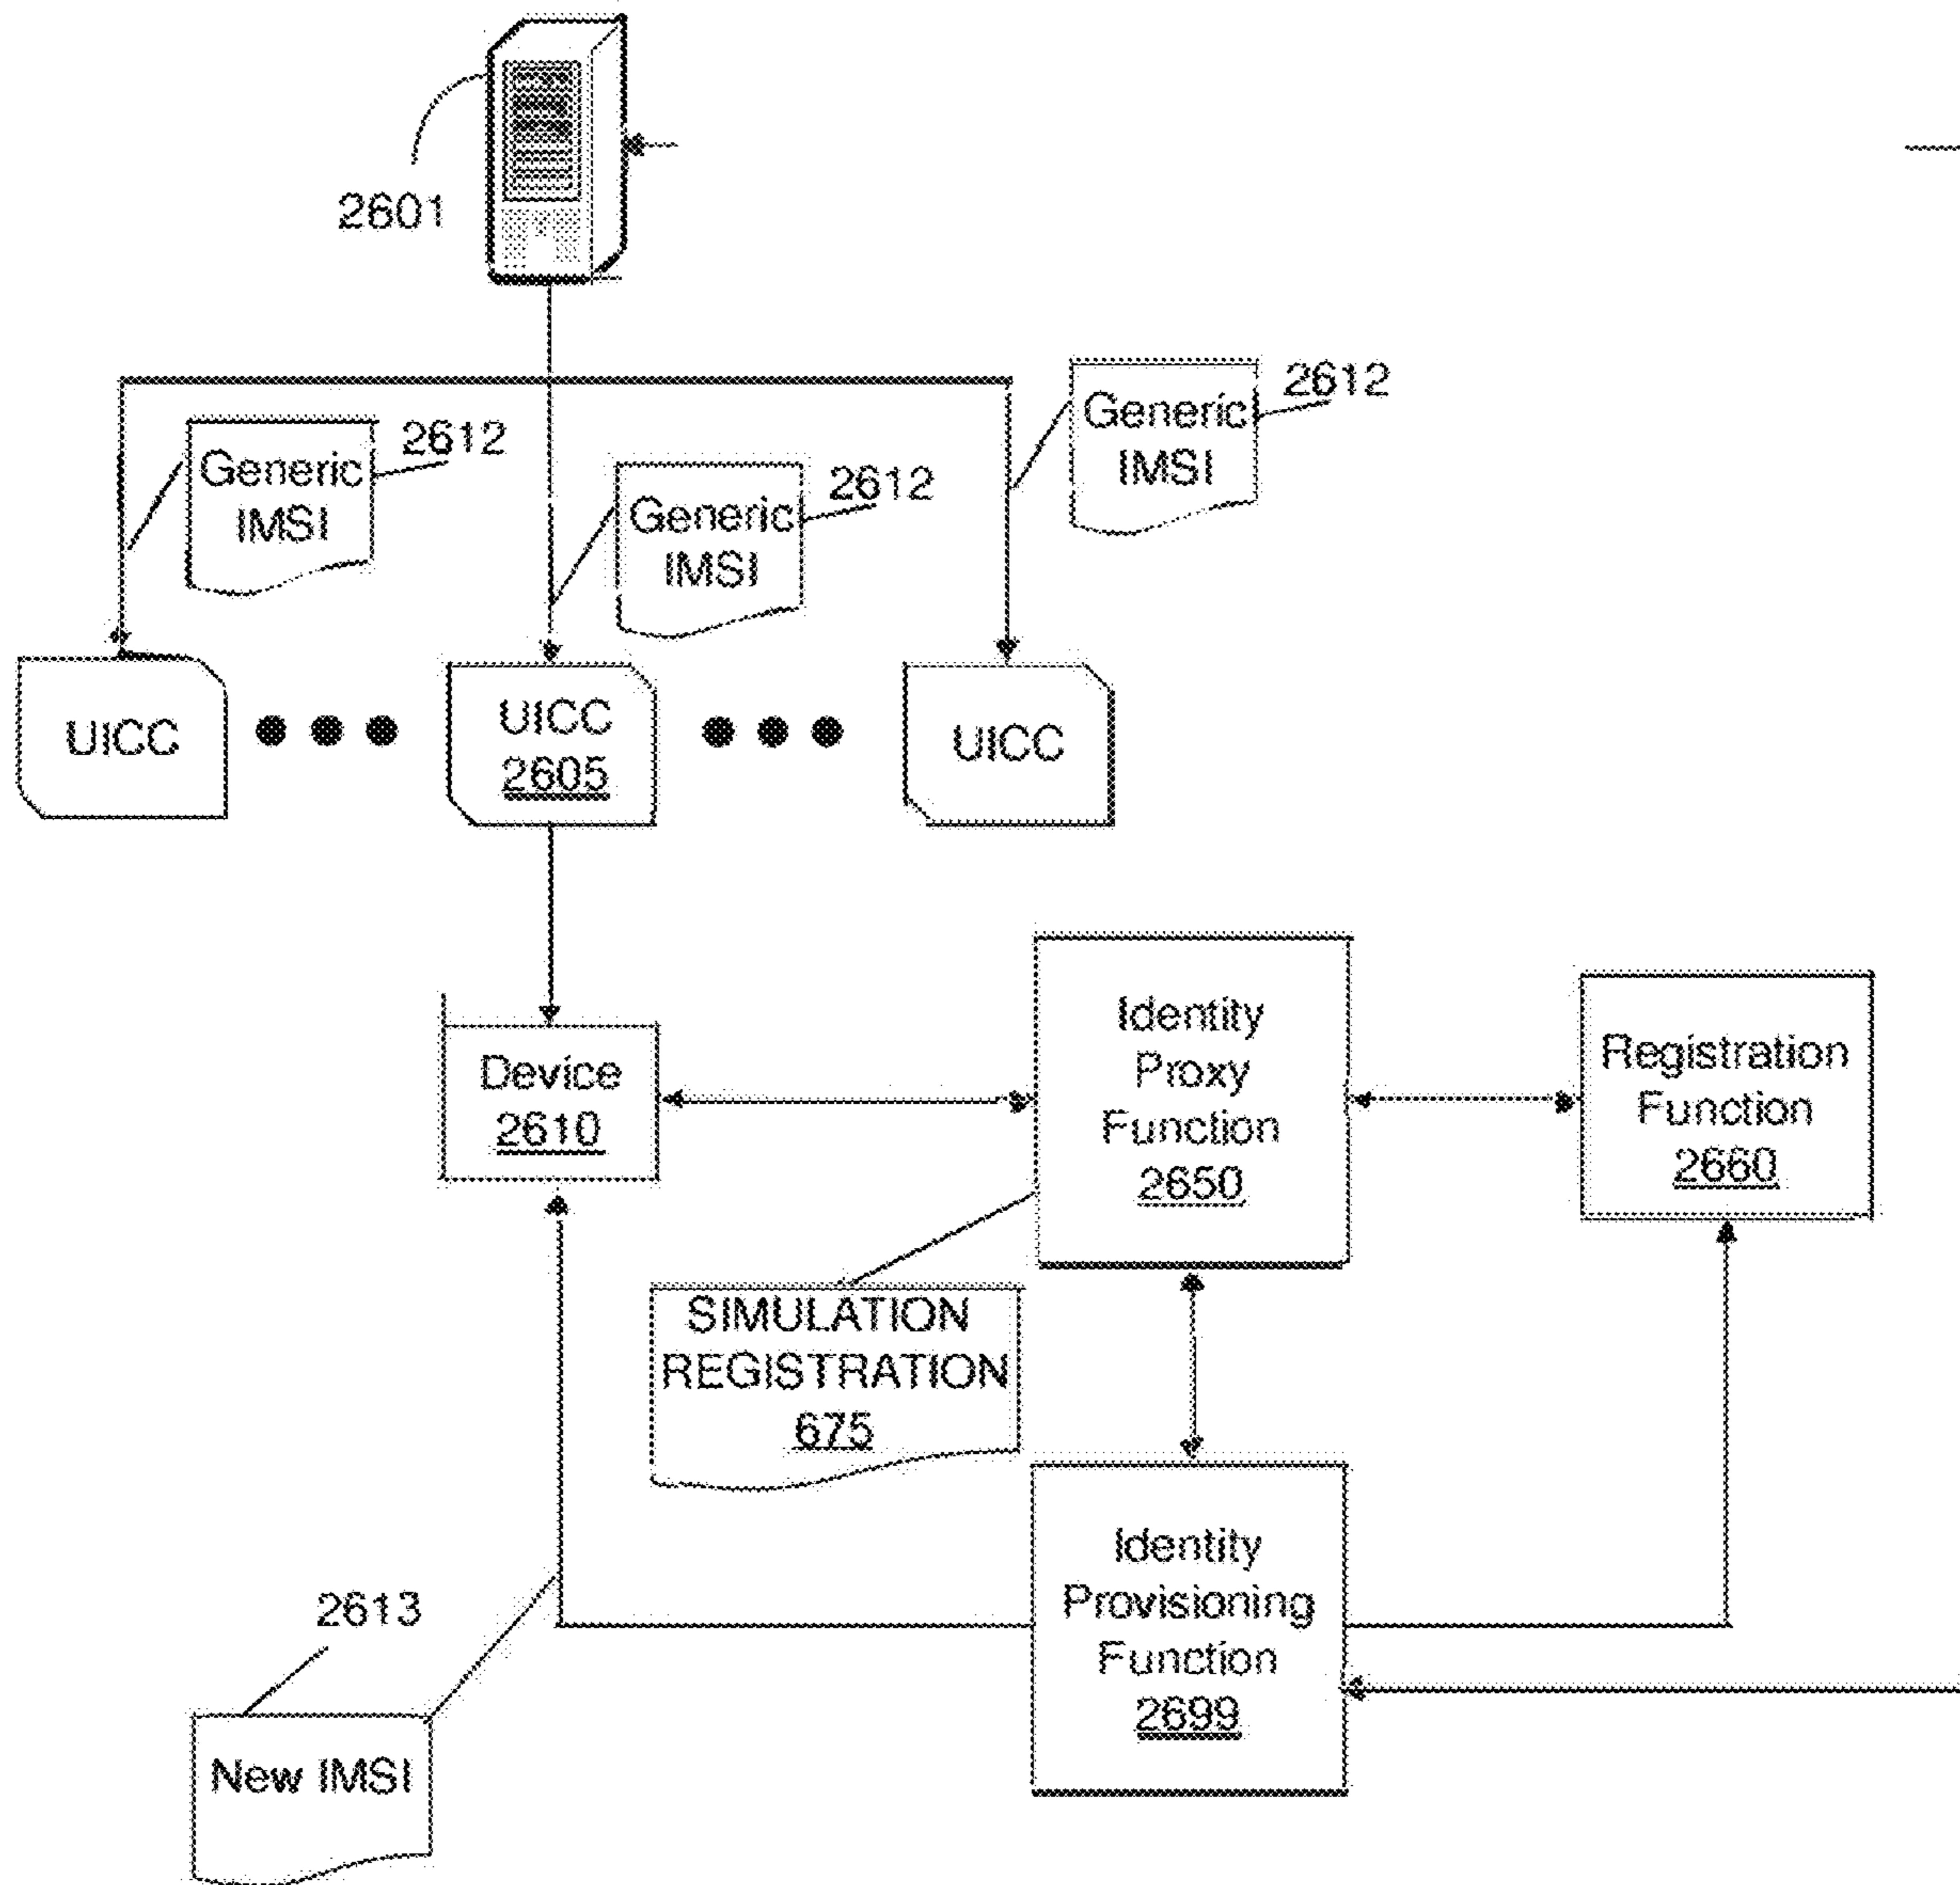 2601
2612
Generic
IMSI
2612
Generic
IMSI
2612
Generic
IMSI
UICC
UICC
2605
UICC
Device
2610
Identity
Proxy
Function
2650
Registration
Function
2660
SIMULATION
REGISTRATION
675
Identity
Provisioning
Function
2699
2613
New IMSI